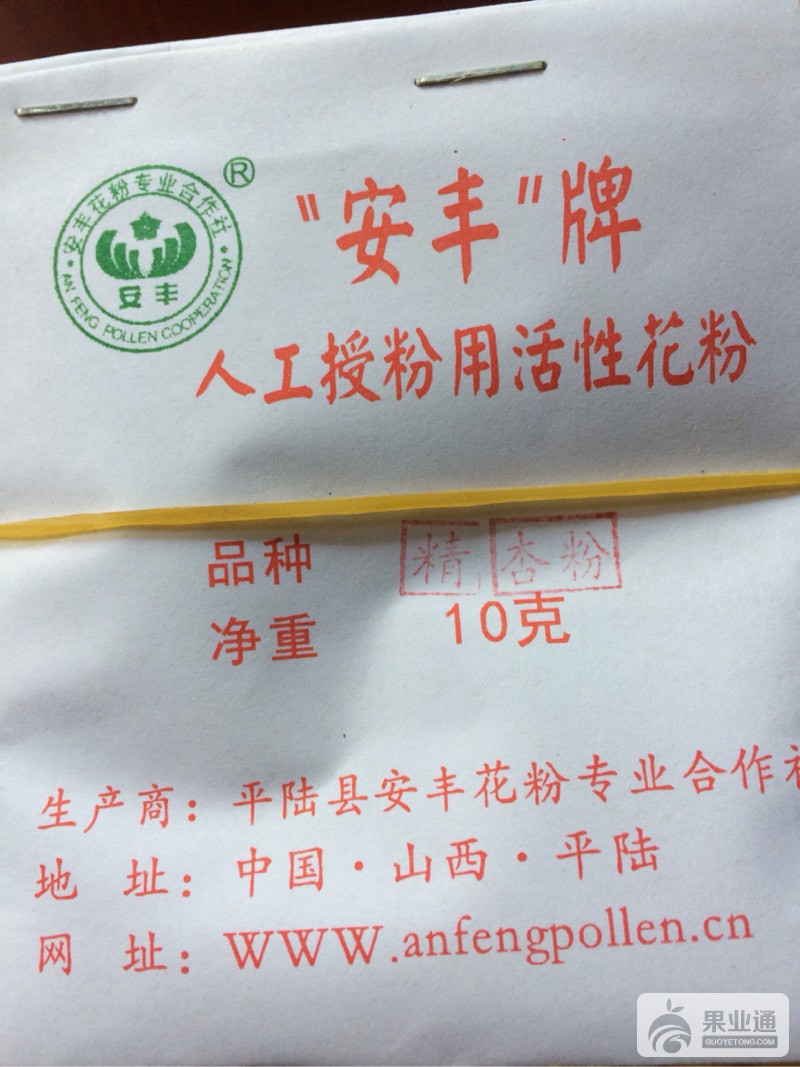 安丰花粉专业合作社
®
安丰
AN FENG POLLEN COOPERATION
"安丰"牌
人工授粉用活性花粉
品种 精 杏粉
净重 10克
生产商：平陆县安丰花粉专业合作社
地 址：中国·山西·平陆
网 址：WWW.anfengpollen.cn
果业通
GUOYETONG.COM